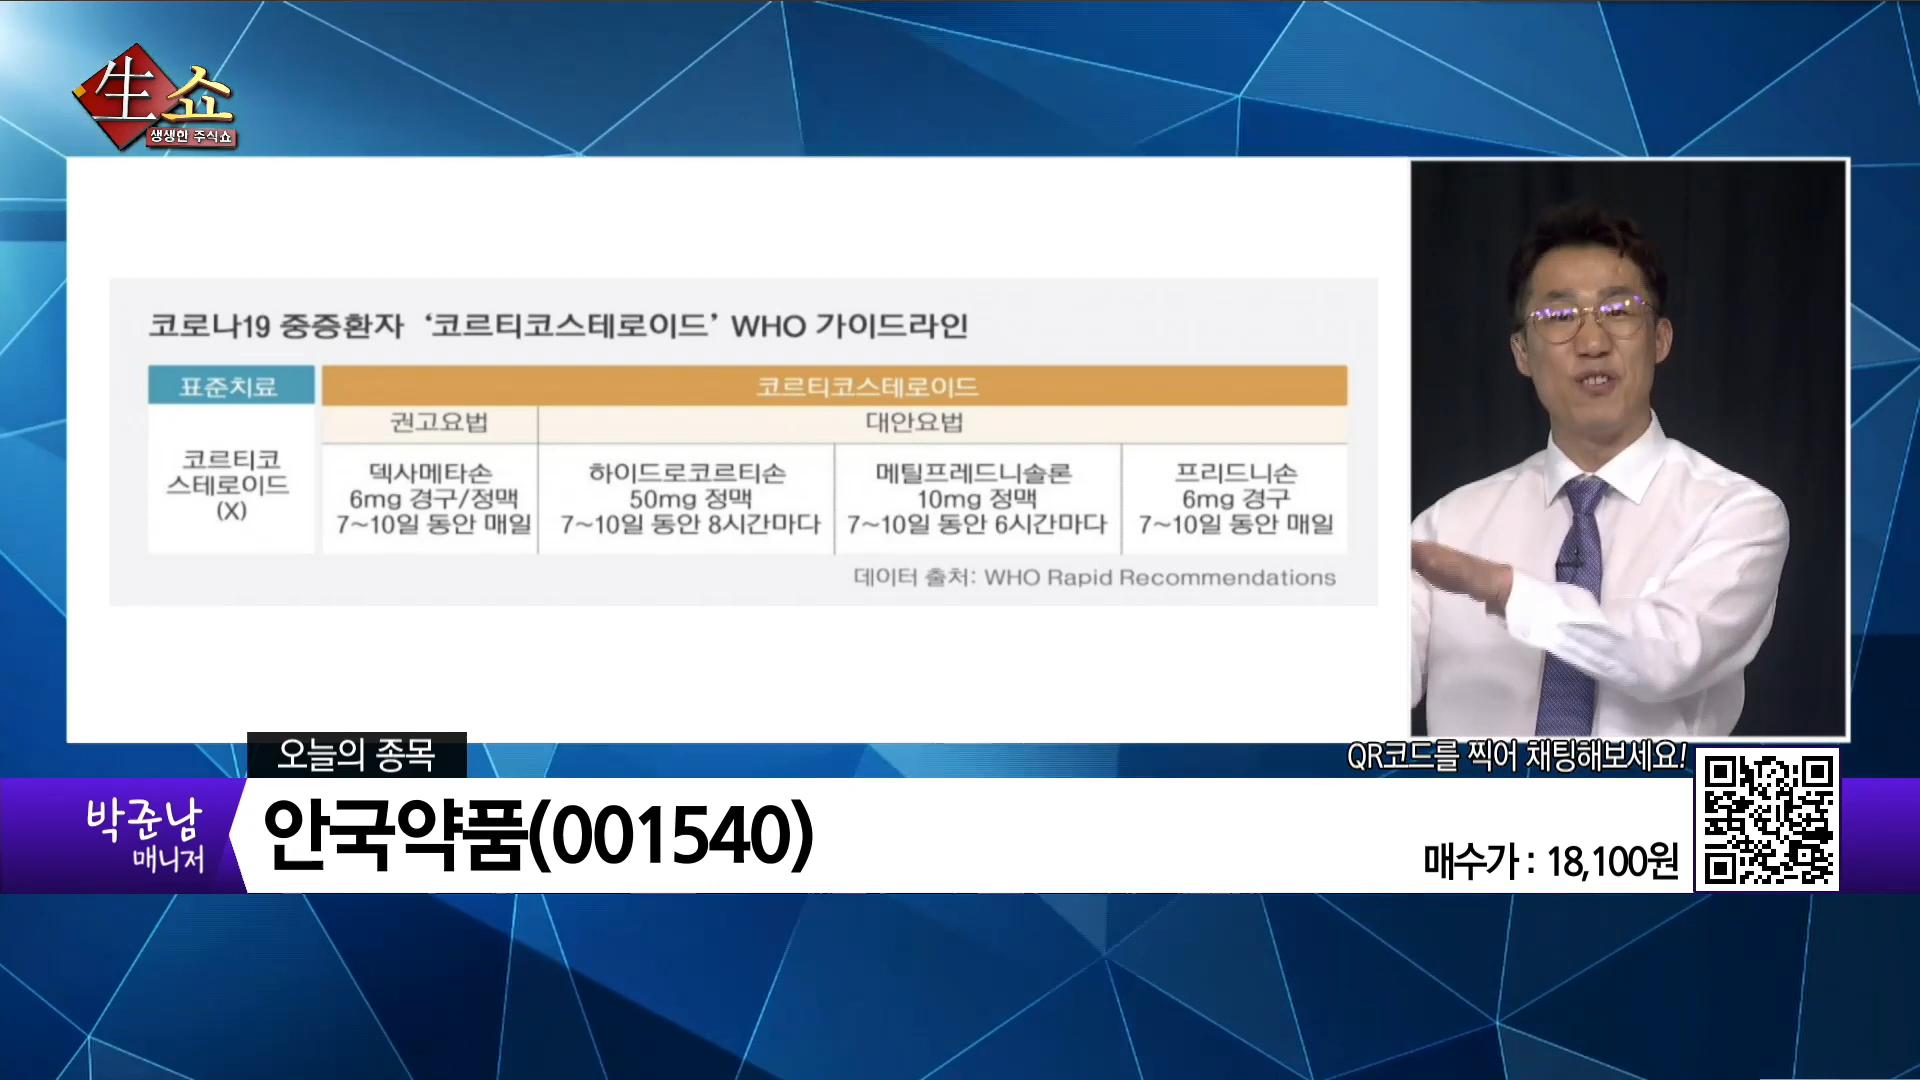 生쇼
생생한 주식쇼
코로나19 중증환자 ‘코르티코스테로이드’ WHO 가이드라인
표준치료
코르티코스테로이드
권고요법
대안요법
코르티코
스테로이드
(X)
덱사메타손
6mg 경구/정맥
7~10일 동안 매일
하이드로코르티손
50mg 정맥
7~10일 동안 8시간마다
메틸프레드니솔론
10mg 정맥
7~10일 동안 6시간마다
프리드니손
6mg 경구
7~10일 동안 매일
데이터 출처: WHO Rapid Recommendations
오늘의 종목
QR코드를 찍어 채팅해보세요!
박준남
매니저
안국약품(001540)
매수가 : 18,100원